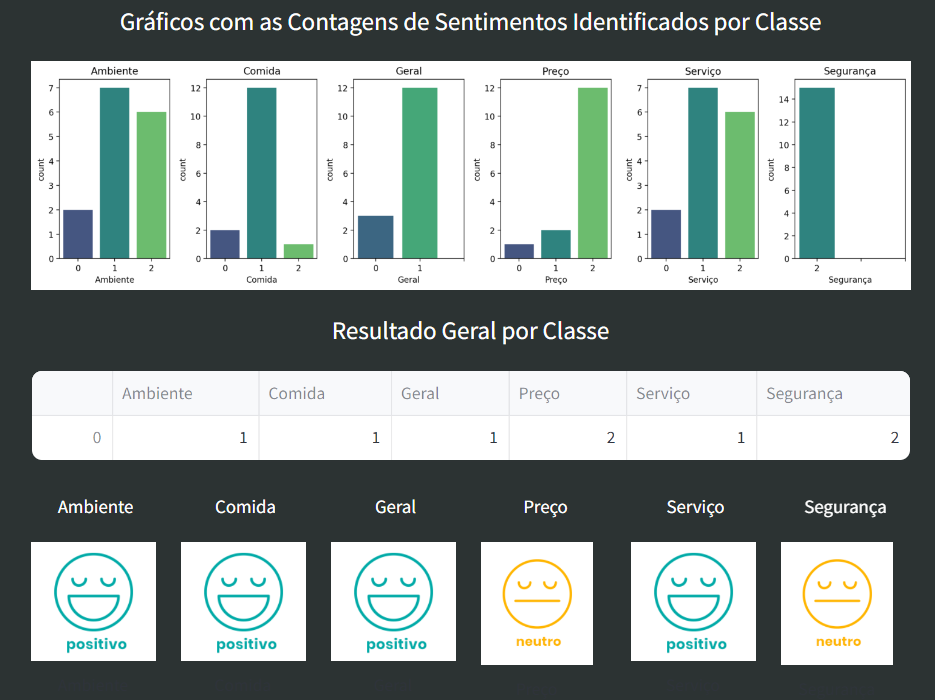 Gráficos com as Contagens de Sentimentos Identificados por Classe
Ambiente Comida Geral Preço Serviço Segurança
7 6 5 4 3 2 1 0
count
0 1 2
Ambiente
12 10 8 6 4 2 0
count
0 1 2
Comida
12 10 8 6 4 2 0
count
0 1
Geral
12 10 8 6 4 2 0
count
0 1 2
Preço
7 6 5 4 3 2 1 0
count
0 1 2
Serviço
14 12 10 8 6 4 2 0
count
2
Segurança
Resultado Geral por Classe
Ambiente Comida Geral Preço Serviço Segurança
0 1 1 1 2 1 2
Ambiente Comida Geral Preço Serviço Segurança
positivo positivo positivo neutro positivo neutro